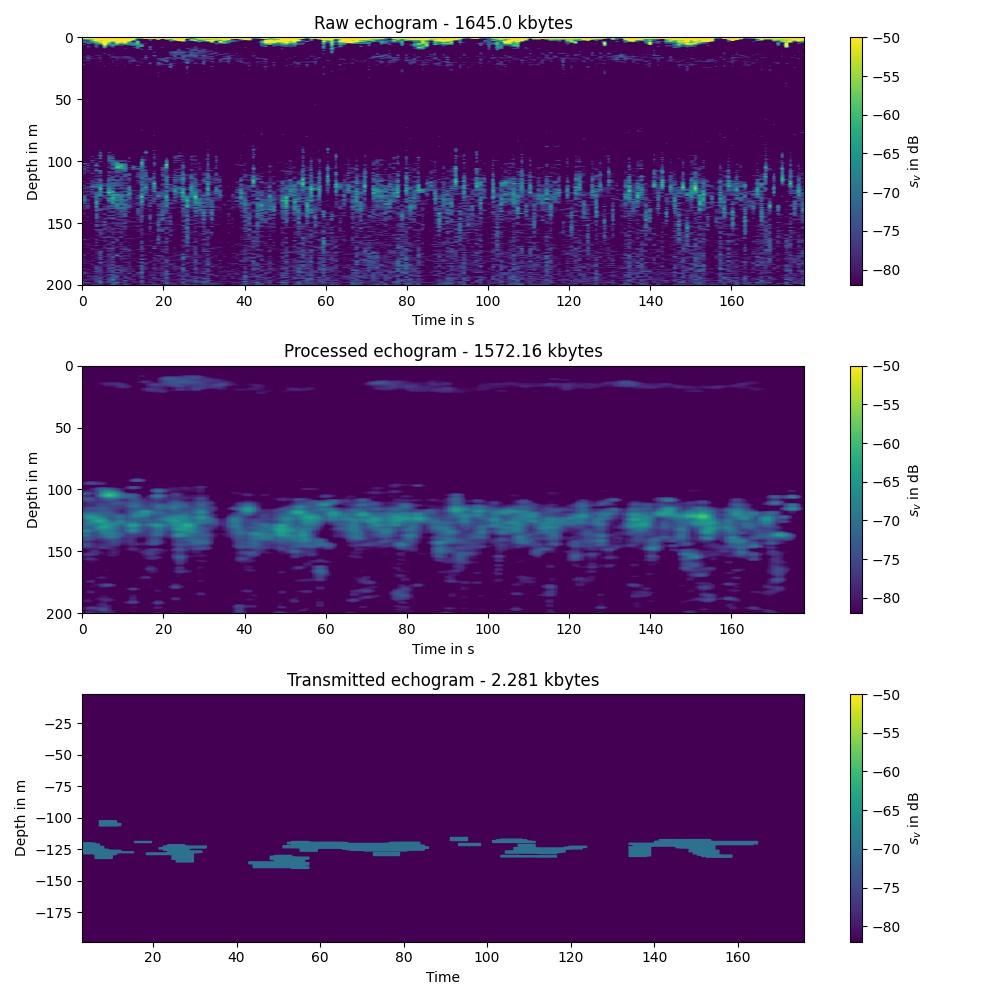 Raw echogram - 1645.0 kbytes
0
50
100
150
200
Depth in m
0 20 40 60 80 100 120 140 160
Time in s
−50
−55
−60
−65
−70
−75
−80
sv in dB
Processed echogram - 1572.16 kbytes
0
50
100
150
200
Depth in m
0 20 40 60 80 100 120 140 160
Time in s
−50
−55
−60
−65
−70
−75
−80
sv in dB
Transmitted echogram - 2.281 kbytes
−25
−50
−75
−100
−125
−150
−175
Depth in m
20 40 60 80 100 120 140 160
Time
−50
−55
−60
−65
−70
−75
−80
sv in dB